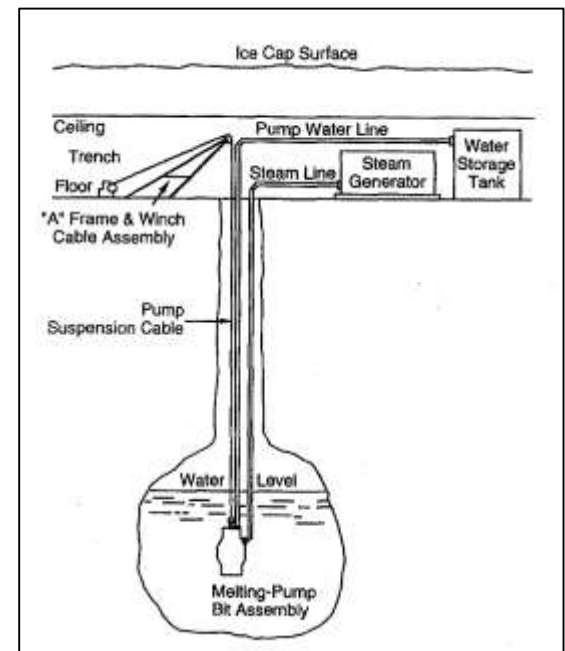 Ice Cap Surface
Ceiling
Pump Water Line
Water
Storage
Tank
Trench
Steam Line
Steam
Generator
Floor
"A" Frame & Winch
Cable Assembly
Pump
Suspension Cable
Water Level
Melting-Pump
Bit Assembly